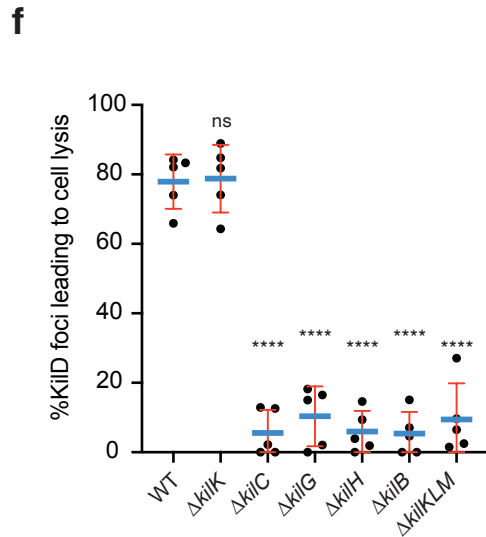 f
%KilD foci leading to cell lysis
100
80
60
40
20
0
ns
****
****
****
****
****
WT
ΔkilK
ΔkilC
ΔkilG
ΔkilH
ΔkilB
ΔkilKLM